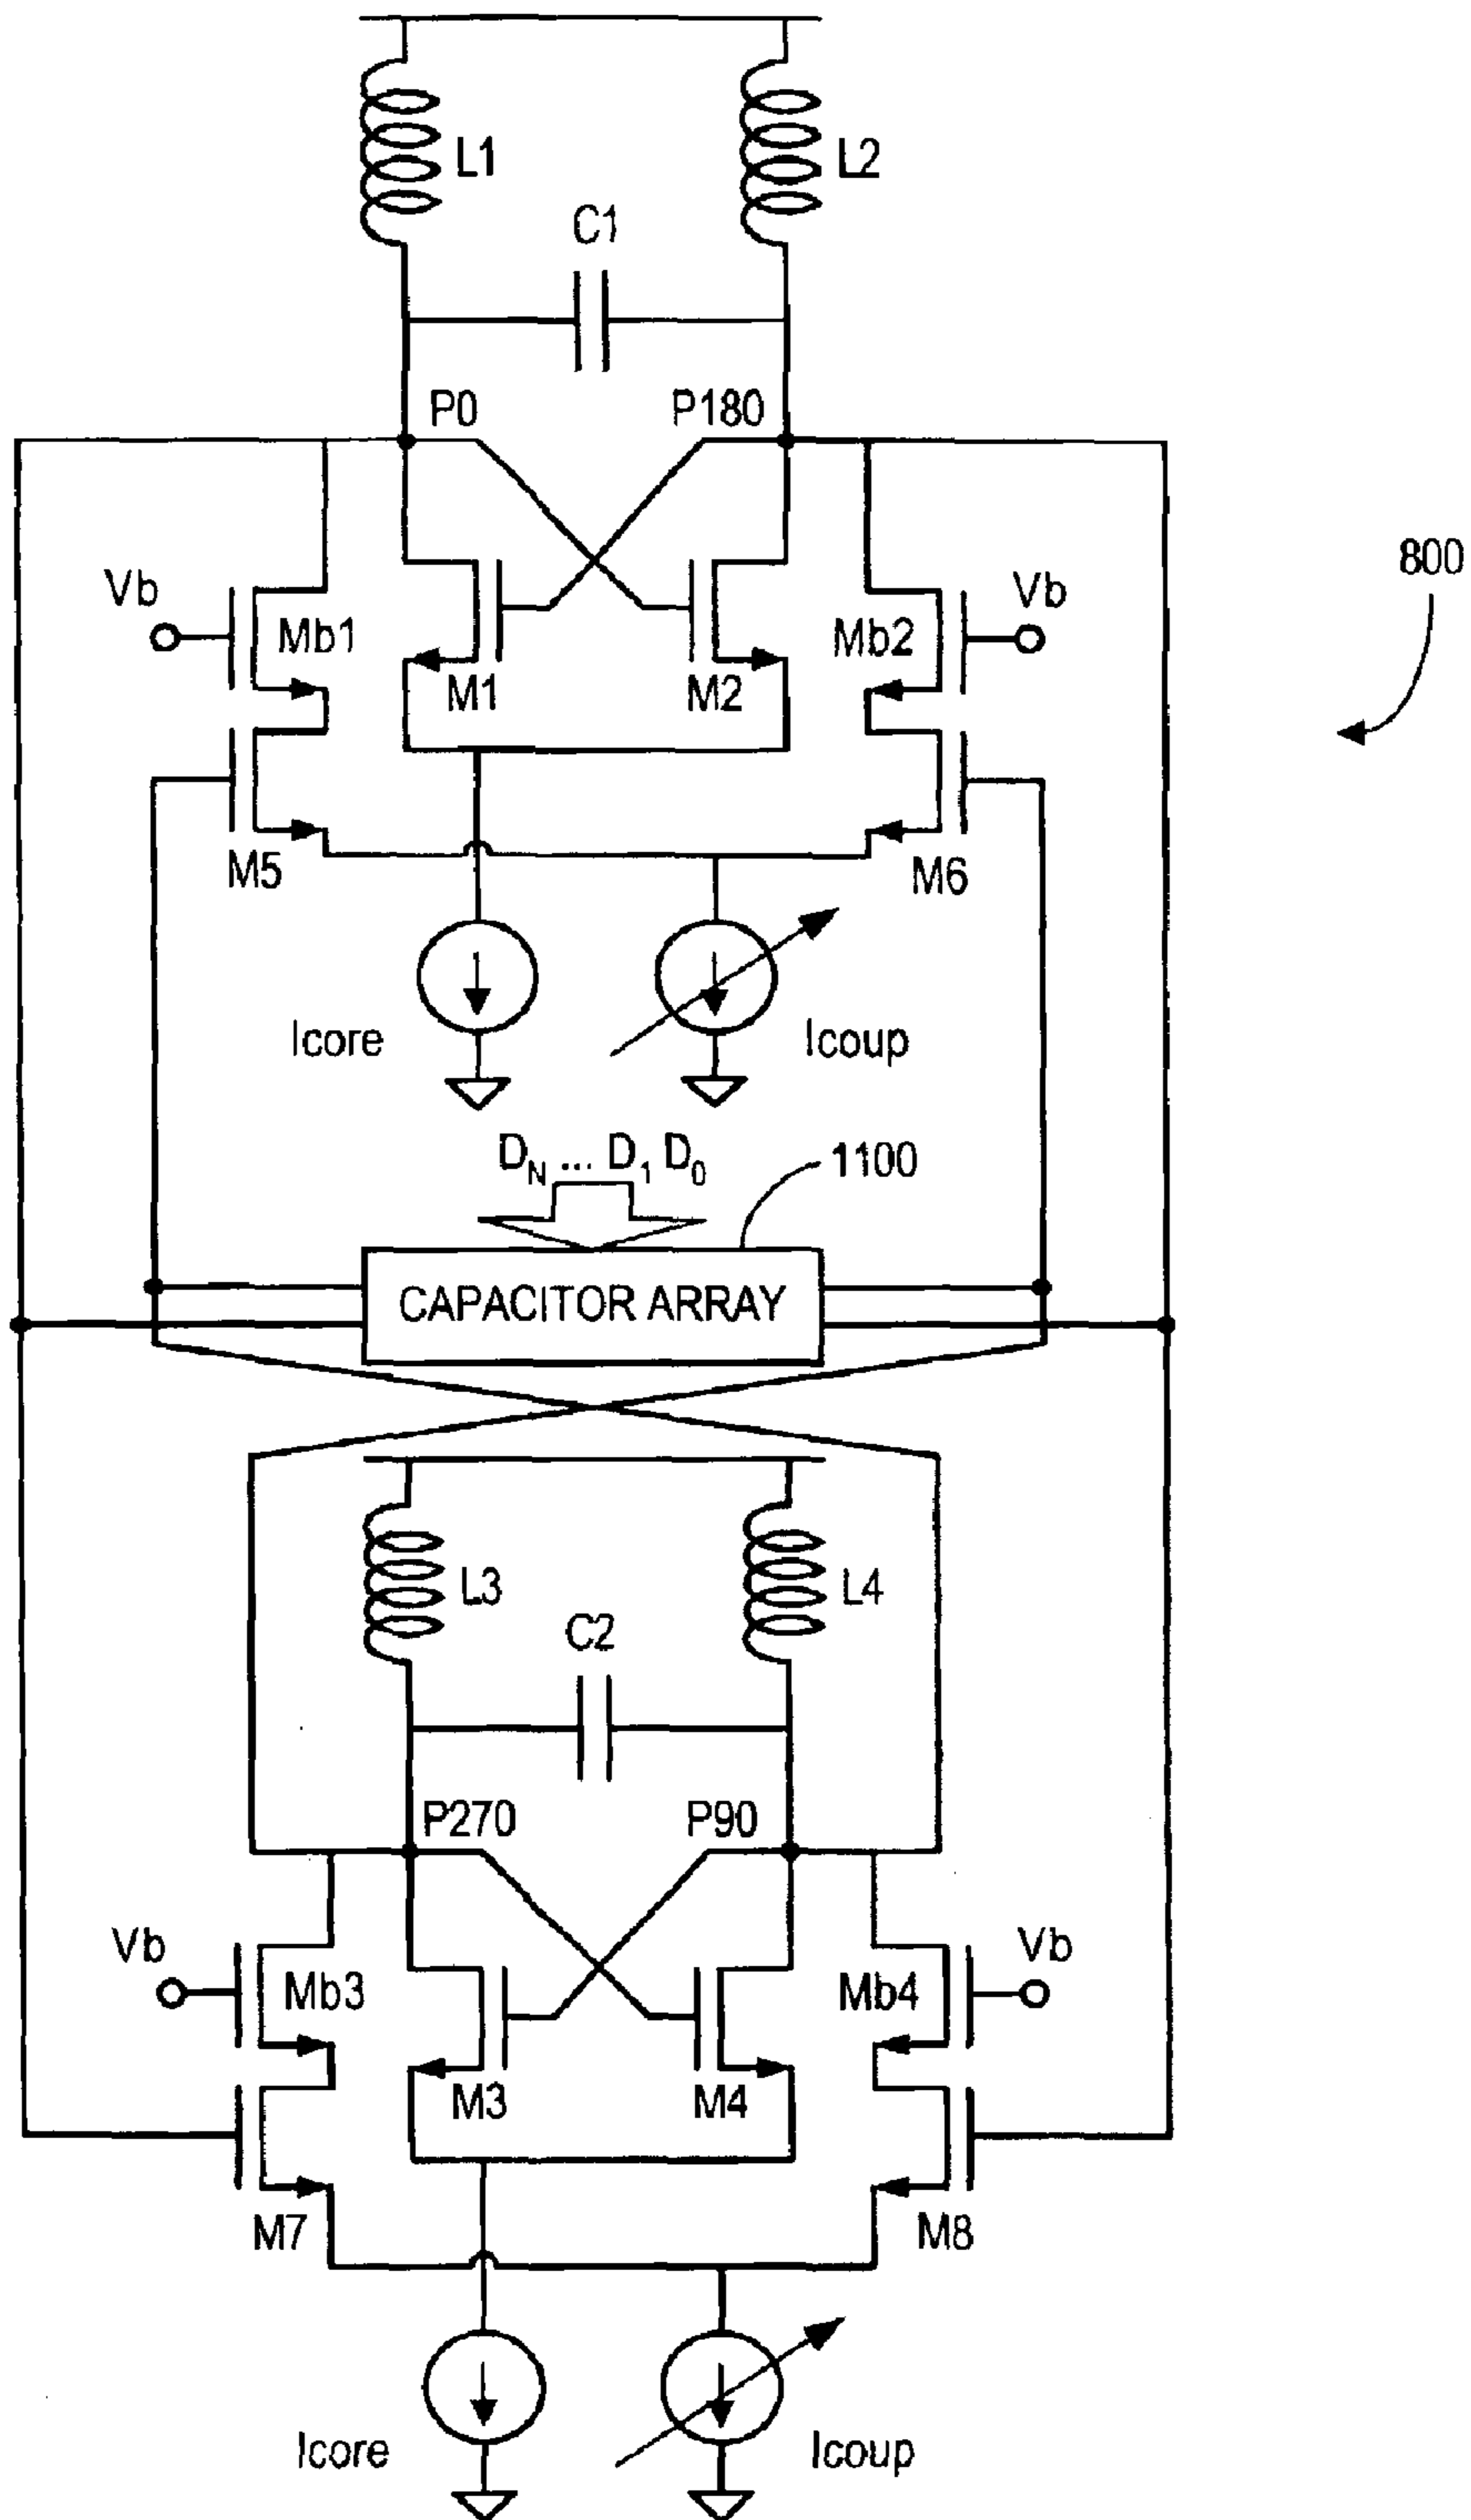 L1
L2
C1
P0
P180
800
Vb
Mb1
Mb2
Vb
M1
M2
M5
M6
Icore
Icoup
D_N ... D_1 D_0
1100
CAPACITOR ARRAY
L3
L4
C2
P270
P90
Vb
Mb3
Mb4
Vb
M3
M4
M7
M8
Icore
Icoup